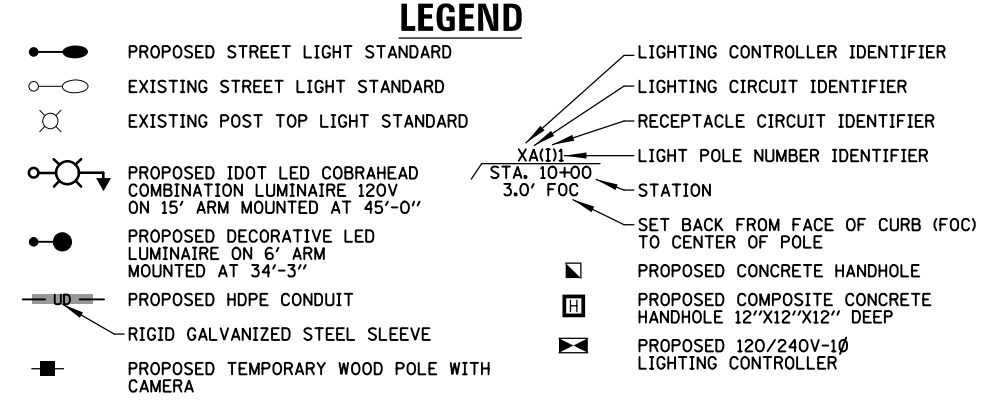 LEGEND
PROPOSED STREET LIGHT STANDARD
EXISTING STREET LIGHT STANDARD
EXISTING POST TOP LIGHT STANDARD
PROPOSED IDOT LED COBRAHEAD
COMBINATION LUMINAIRE 120V
ON 15' ARM MOUNTED AT 45'-0"
PROPOSED DECORATIVE LED
LUMINAIRE ON 6' ARM
MOUNTED AT 34'-3"
UD
PROPOSED HDPE CONDUIT
RIGID GALVANIZED STEEL SLEEVE
PROPOSED TEMPORARY WOOD POLE WITH
CAMERA
LIGHTING CONTROLLER IDENTIFIER
LIGHTING CIRCUIT IDENTIFIER
RECEPTACLE CIRCUIT IDENTIFIER
XA(I)1
LIGHT POLE NUMBER IDENTIFIER
STA. 10+00
3.0' FOC
STATION
SET BACK FROM FACE OF CURB (FOC)
TO CENTER OF POLE
PROPOSED CONCRETE HANDHOLE
H
PROPOSED COMPOSITE CONCRETE
HANDHOLE 12"X12"X12" DEEP
PROPOSED 120/240V-1Ø
LIGHTING CONTROLLER